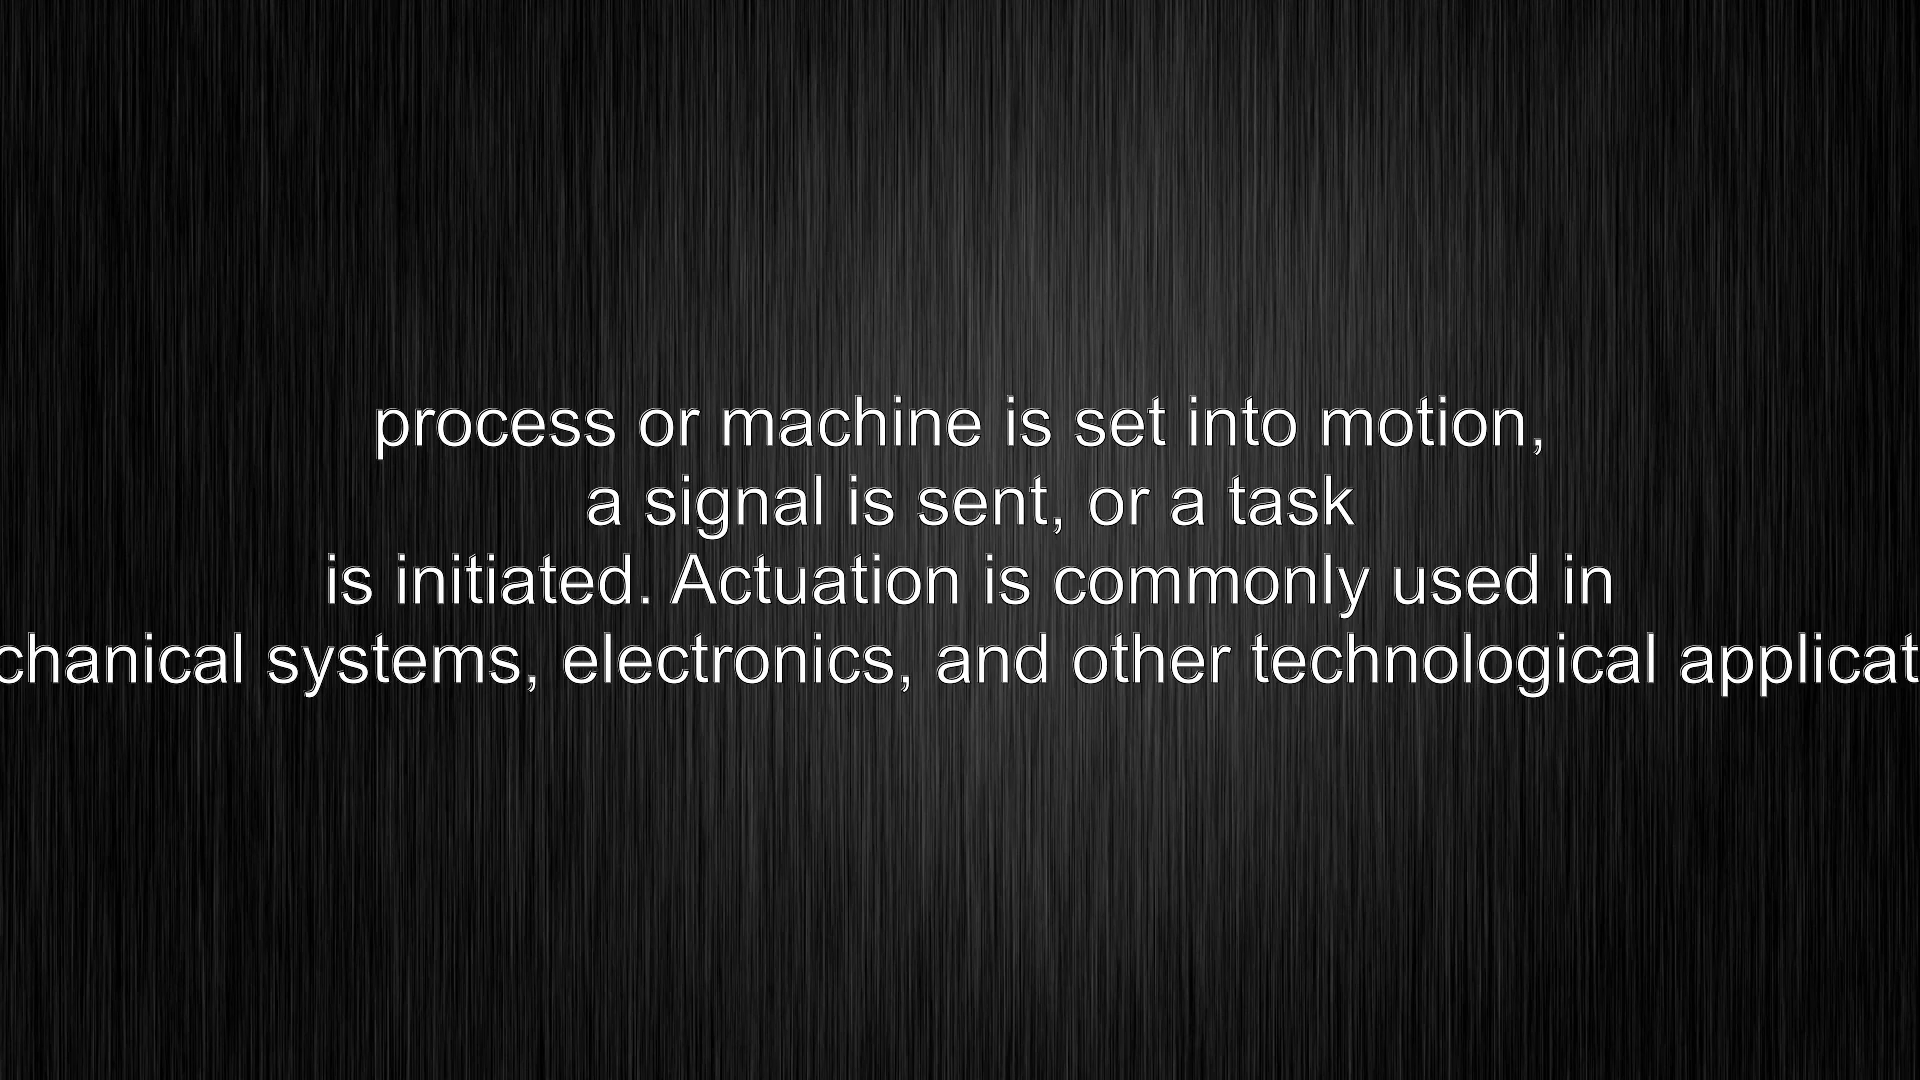 process or machine is set into motion,
a signal is sent, or a task
is initiated. Actuation is commonly used in
chanical systems, electronics, and other technological applicat